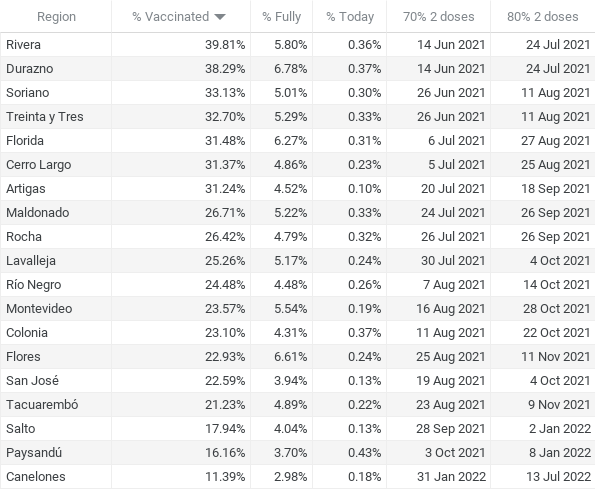 Region % Vaccinated % Fully % Today 70% 2 doses 80% 2 doses
Rivera 39.81% 5.80% 0.36% 14 Jun 2021 24 Jul 2021
Durazno 38.29% 6.78% 0.37% 14 Jun 2021 24 Jul 2021
Soriano 33.13% 5.01% 0.30% 26 Jun 2021 11 Aug 2021
Treinta y Tres 32.70% 5.29% 0.33% 26 Jun 2021 11 Aug 2021
Florida 31.48% 6.27% 0.31% 6 Jul 2021 27 Aug 2021
Cerro Largo 31.37% 4.86% 0.23% 5 Jul 2021 25 Aug 2021
Artigas 31.24% 4.52% 0.10% 20 Jul 2021 18 Sep 2021
Maldonado 26.71% 5.22% 0.33% 24 Jul 2021 26 Sep 2021
Rocha 26.42% 4.79% 0.32% 26 Jul 2021 26 Sep 2021
Lavalleja 25.26% 5.17% 0.24% 30 Jul 2021 4 Oct 2021
Río Negro 24.48% 4.48% 0.26% 7 Aug 2021 14 Oct 2021
Montevideo 23.57% 5.54% 0.19% 16 Aug 2021 28 Oct 2021
Colonia 23.10% 4.31% 0.37% 11 Aug 2021 22 Oct 2021
Flores 22.93% 6.61% 0.24% 25 Aug 2021 11 Nov 2021
San José 22.59% 3.94% 0.13% 19 Aug 2021 4 Oct 2021
Tacuarembó 21.23% 4.89% 0.22% 23 Aug 2021 9 Nov 2021
Salto 17.94% 4.04% 0.13% 28 Sep 2021 2 Jan 2022
Paysandú 16.16% 3.70% 0.43% 3 Oct 2021 8 Jan 2022
Canelones 11.39% 2.98% 0.18% 31 Jan 2022 13 Jul 2022